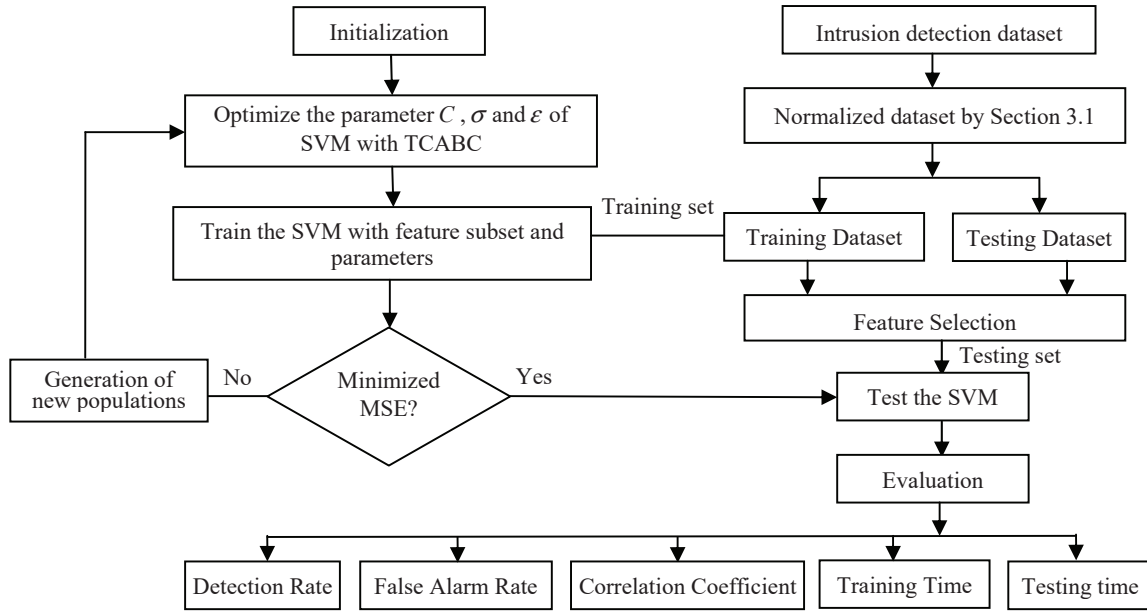 Initialization
Optimize the parameter C , σ and ε of
SVM with TCABC
Train the SVM with feature subset and
parameters
Minimized
MSE?
No
Yes
Generation of
new populations
Intrusion detection dataset
Normalized dataset by Section 3.1
Training set
Training Dataset
Testing Dataset
Feature Selection
Testing set
Test the SVM
Evaluation
Detection Rate
False Alarm Rate
Correlation Coefficient
Training Time
Testing time